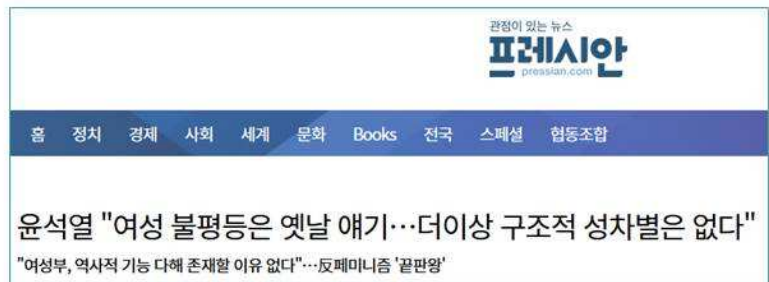 관점이 있는 뉴스
프레시안
pressian.com
홈 정치 경제 사회 세계 문화 Books 전국 스페셜 협동조합
윤석열 "여성 불평등은 옛날 얘기…더이상 구조적 성차별은 없다"
"여성부, 역사적 기능 다해 존재할 이유 없다"…反페미니즘 '끝판왕'